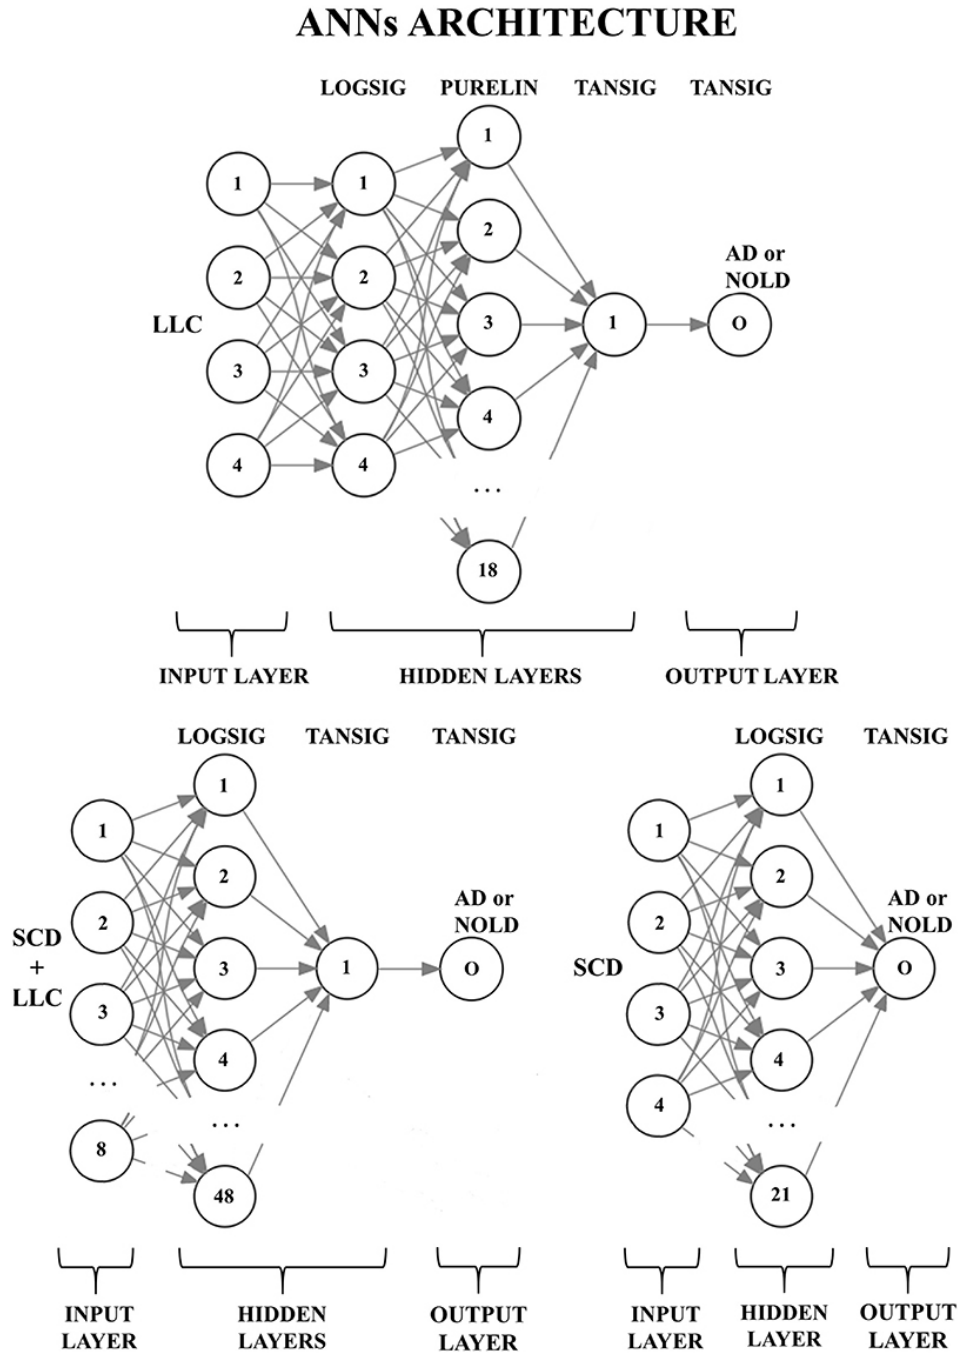 ANNs ARCHITECTURE
LOGSIG PURELIN TANSIG TANSIG
1
1 1
2
2 2
AD or
NOLD
LLC
3 1 O
3 3
4
4 4
...
18
INPUT LAYER HIDDEN LAYERS OUTPUT LAYER
LOGSIG TANSIG TANSIG
1
1
2
2
AD or
NOLD
SCD
+
LLC
3 1 O
3
4
...
8
...
48
INPUT
LAYER
HIDDEN
LAYERS
OUTPUT
LAYER
LOGSIG TANSIG
1
1
2
2
AD or
NOLD
SCD
3 O
3
4
4
...
21
INPUT
LAYER
HIDDEN
LAYER
OUTPUT
LAYER